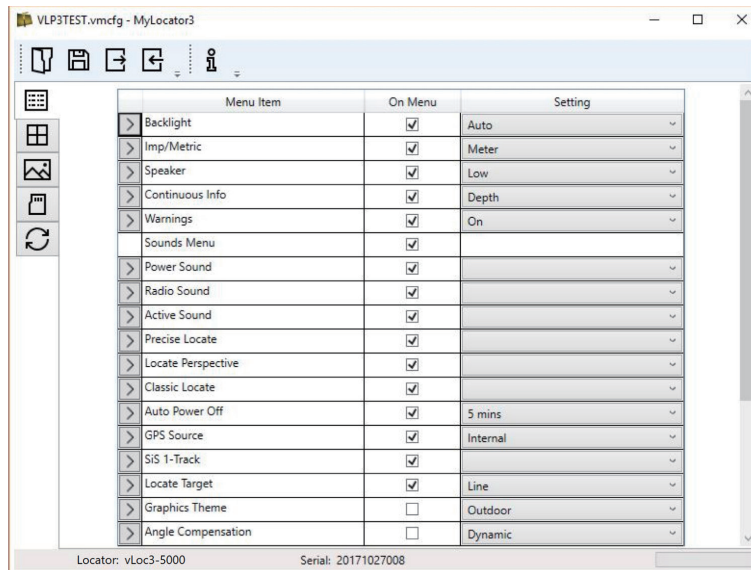 VLP3TEST.vmcfg - MyLocator3
Menu Item On Menu Setting
Backlight Auto
Imp/Metric Meter
Speaker Low
Continuous Info Depth
Warnings On
Sounds Menu
Power Sound
Radio Sound
Active Sound
Precise Locate
Locate Perspective
Classic Locate
Auto Power Off 5 mins
GPS Source Internal
SiS 1-Track
Locate Target Line
Graphics Theme Outdoor
Angle Compensation Dynamic
Locator: vLoc3-5000 Serial: 20171027008